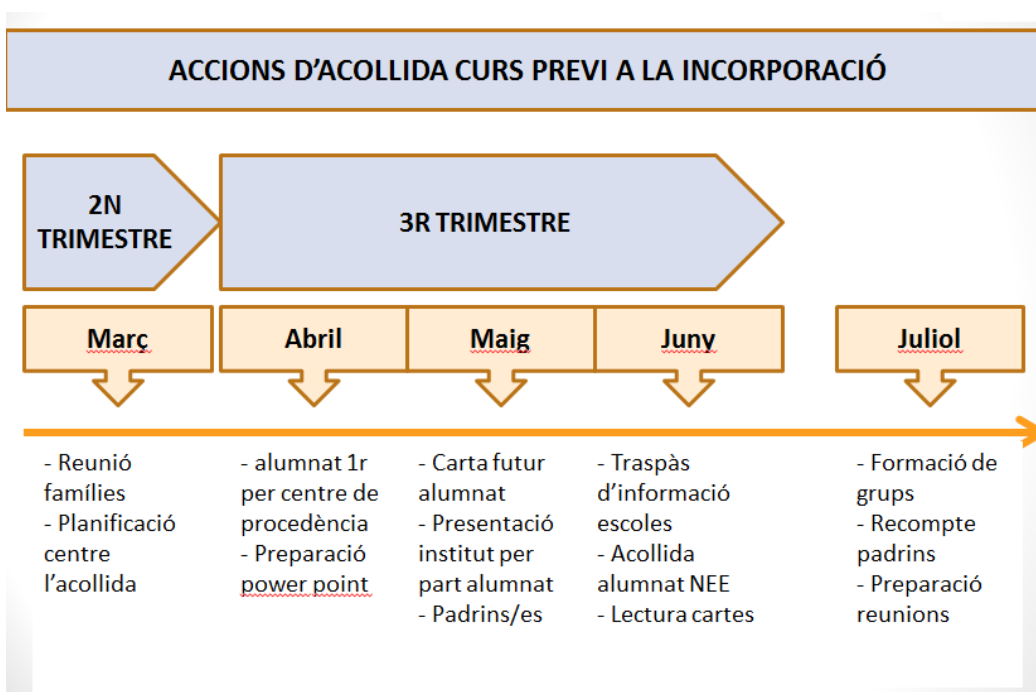 ACCIONS D’ACOLLIDA CURS PREVI A LA INCORPORACIÓ
2N
TRIMESTRE
3R TRIMESTRE
Març
Abril
Maig
Juny
Juliol
- Reunió
famílies
- Planificació
centre
l’acollida
- alumnat 1r
per centre de
procedència
- Preparació
power point
- Carta futur
alumnat
- Presentació
institut per
part alumnat
- Padrins/es
- Traspàs
d’informació
escoles
- Acollida
alumnat NEE
- Lectura cartes
- Formació de
grups
- Recompte
padrins
- Preparació
reunions